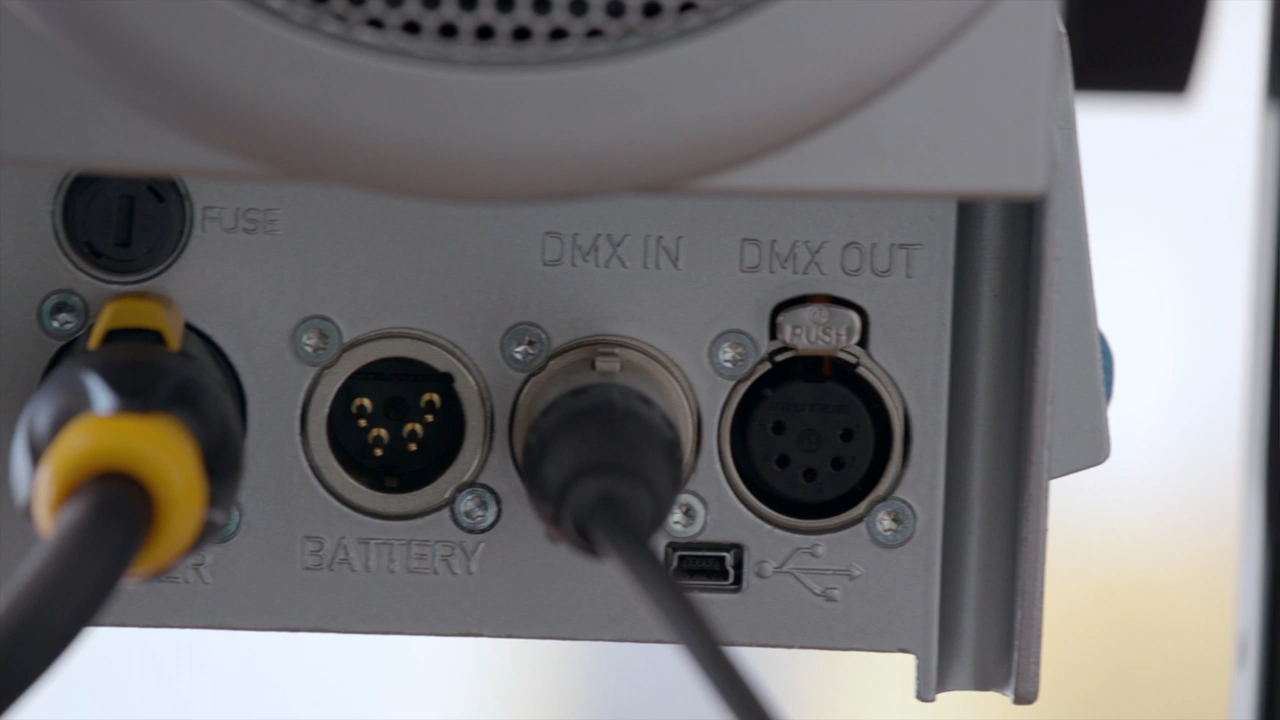 FUSE
DMX IN
DMX OUT
PUSH
BATTERY